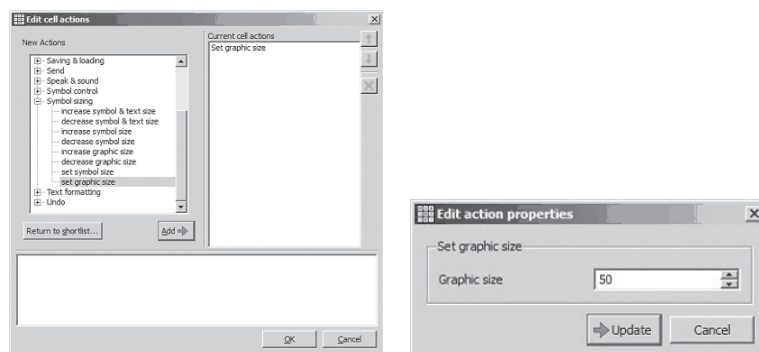 Edit cell actions
New Actions
Saving & loading
Send
Speak & sound
Symbol control
Symbol sizing
increase symbol & text size
decrease symbol & text size
increase symbol size
decrease symbol size
increase graphic size
decrease graphic size
set symbol size
set graphic size
Text formatting
Undo
Return to shortlist...
Add
Current cell actions
Set graphic size
OK
Cancel
Edit action properties
Set graphic size
Graphic size
50
Update
Cancel